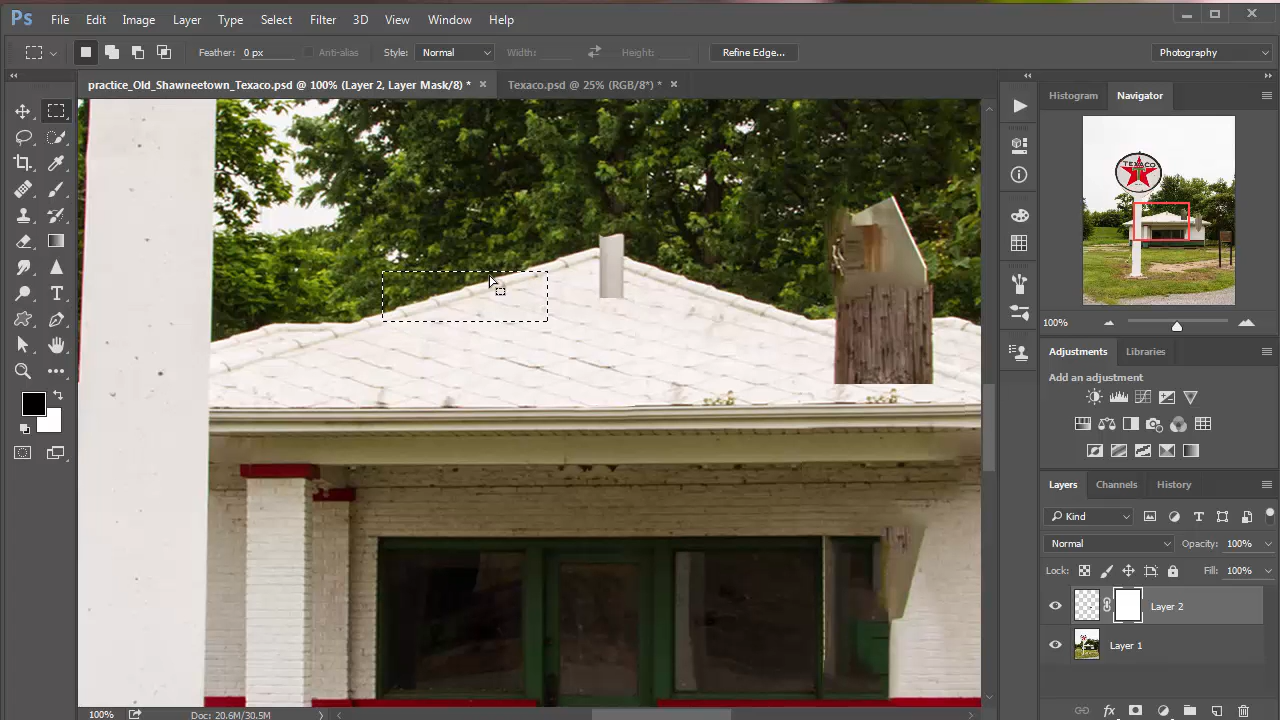 Ps File Edit Image Layer Type Select Filter 3D View Window Help
Feather: 0 px Anti-alias Style: Normal Width: Height: Refine Edge... Photography
practice_Old_Shawneetown_Texaco.psd @ 100% (Layer 2, Layer Mask/8) * Texaco.psd @ 25% (RGB/8*) *
Histogram Navigator
TEXACO
100%
Adjustments Libraries
Add an adjustment
Layers Channels History
Kind
Normal Opacity: 100%
Lock: Fill: 100%
Layer 2
Layer 1
100% Doc: 20.6M/30.5M
fx